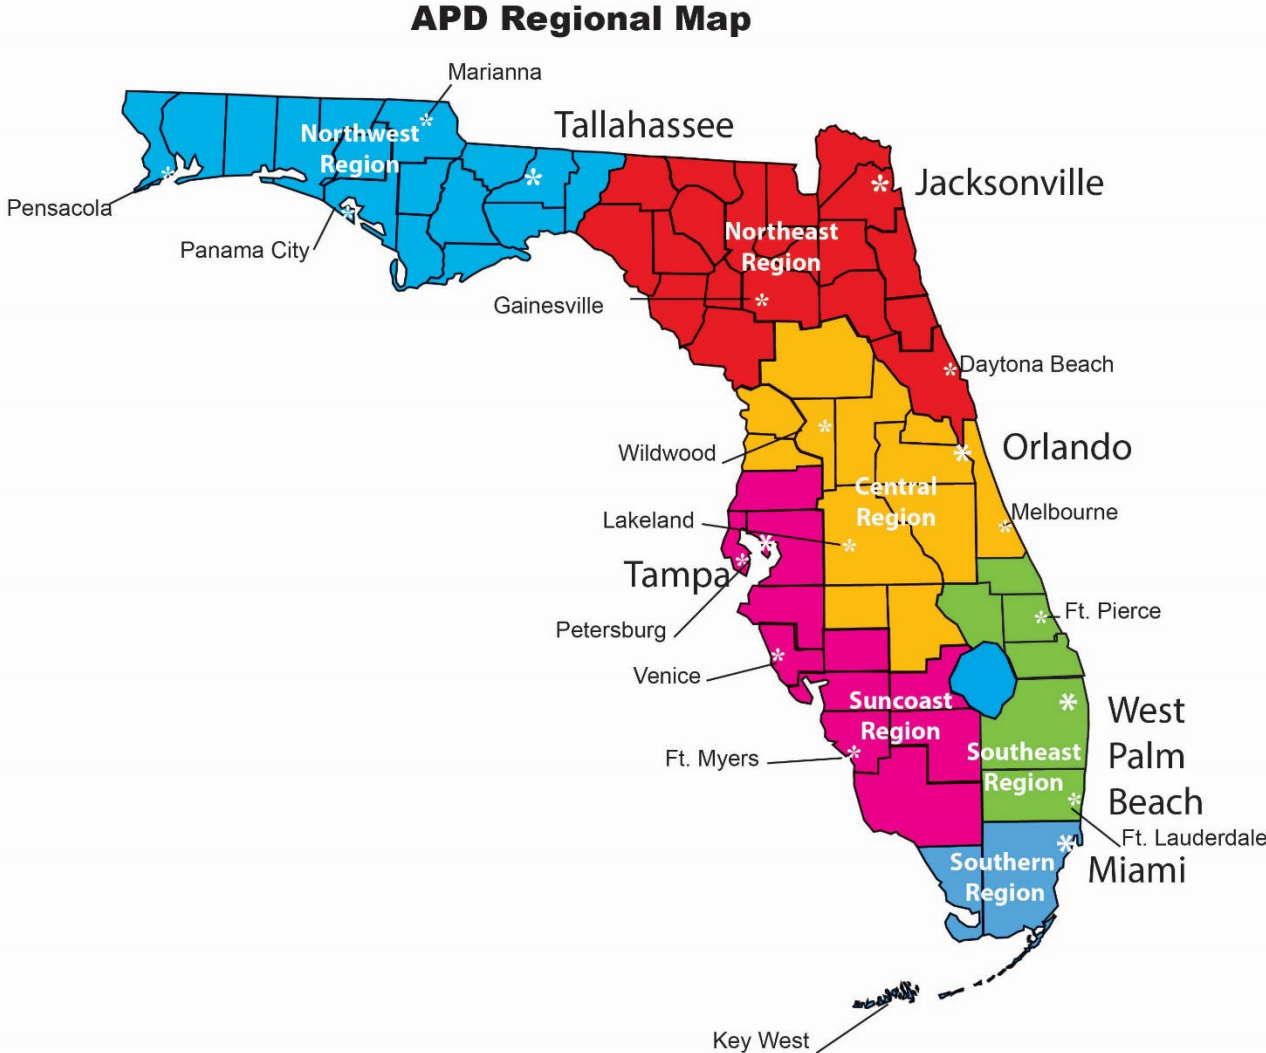 APD Regional Map
Marianna
Tallahassee
Northwest
Region
Jacksonville
Pensacola
Panama City
Northeast
Region
Gainesville
Daytona Beach
Wildwood
Orlando
Central
Region
Lakeland
Melbourne
Tampa
Ft. Pierce
Petersburg
Venice
Suncoast
Region
West
Palm
Beach
Ft. Myers
Southeast
Region
Ft. Lauderdale
Southern
Region
Miami
Key West